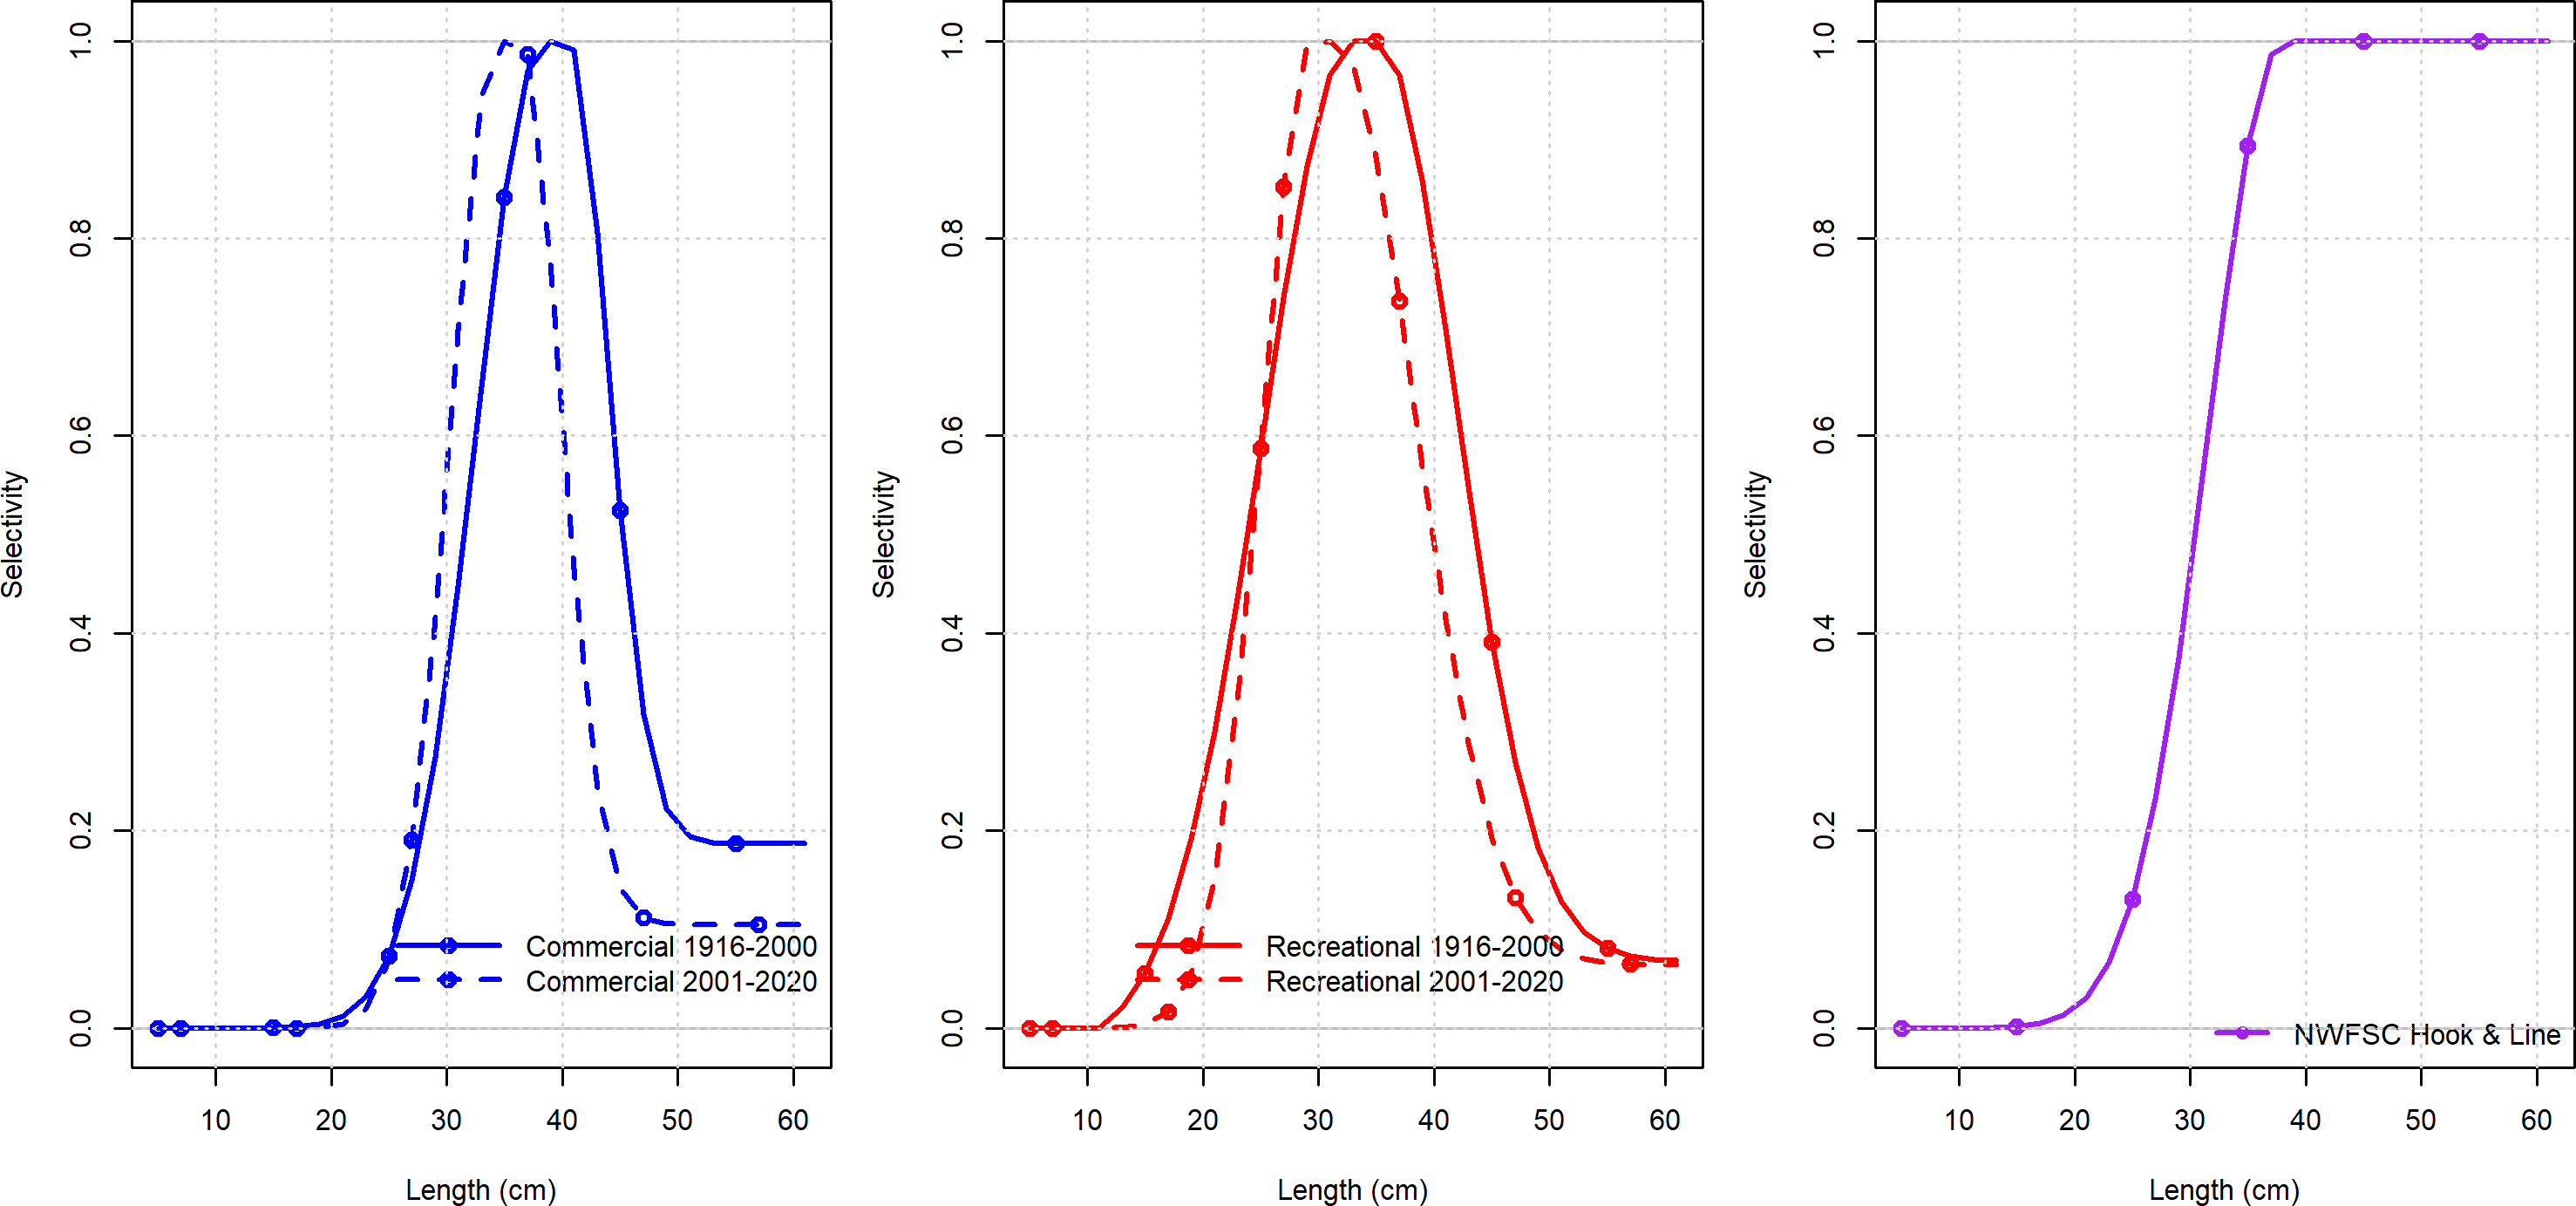 Selectivity
1.0
0.8
0.6
0.4
0.2
0.0
Commercial 1916-2000
Commercial 2001-2020
10 20 30 40 50 60
Length (cm)
Selectivity
1.0
0.8
0.6
0.4
0.2
0.0
Recreational 1916-2000
Recreational 2001-2020
10 20 30 40 50 60
Length (cm)
Selectivity
1.0
0.8
0.6
0.4
0.2
0.0
NWFSC Hook & Line
10 20 30 40 50 60
Length (cm)